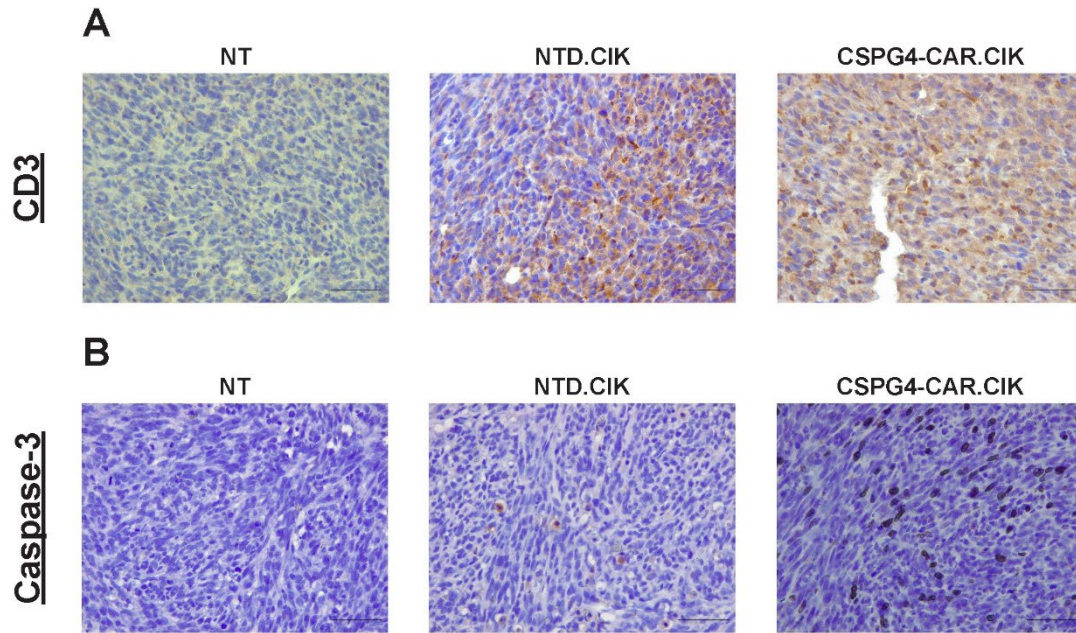 A
NT
NTD.CIK
CSPG4-CAR.CIK
CD3
B
NT
NTD.CIK
CSPG4-CAR.CIK
Caspase-3